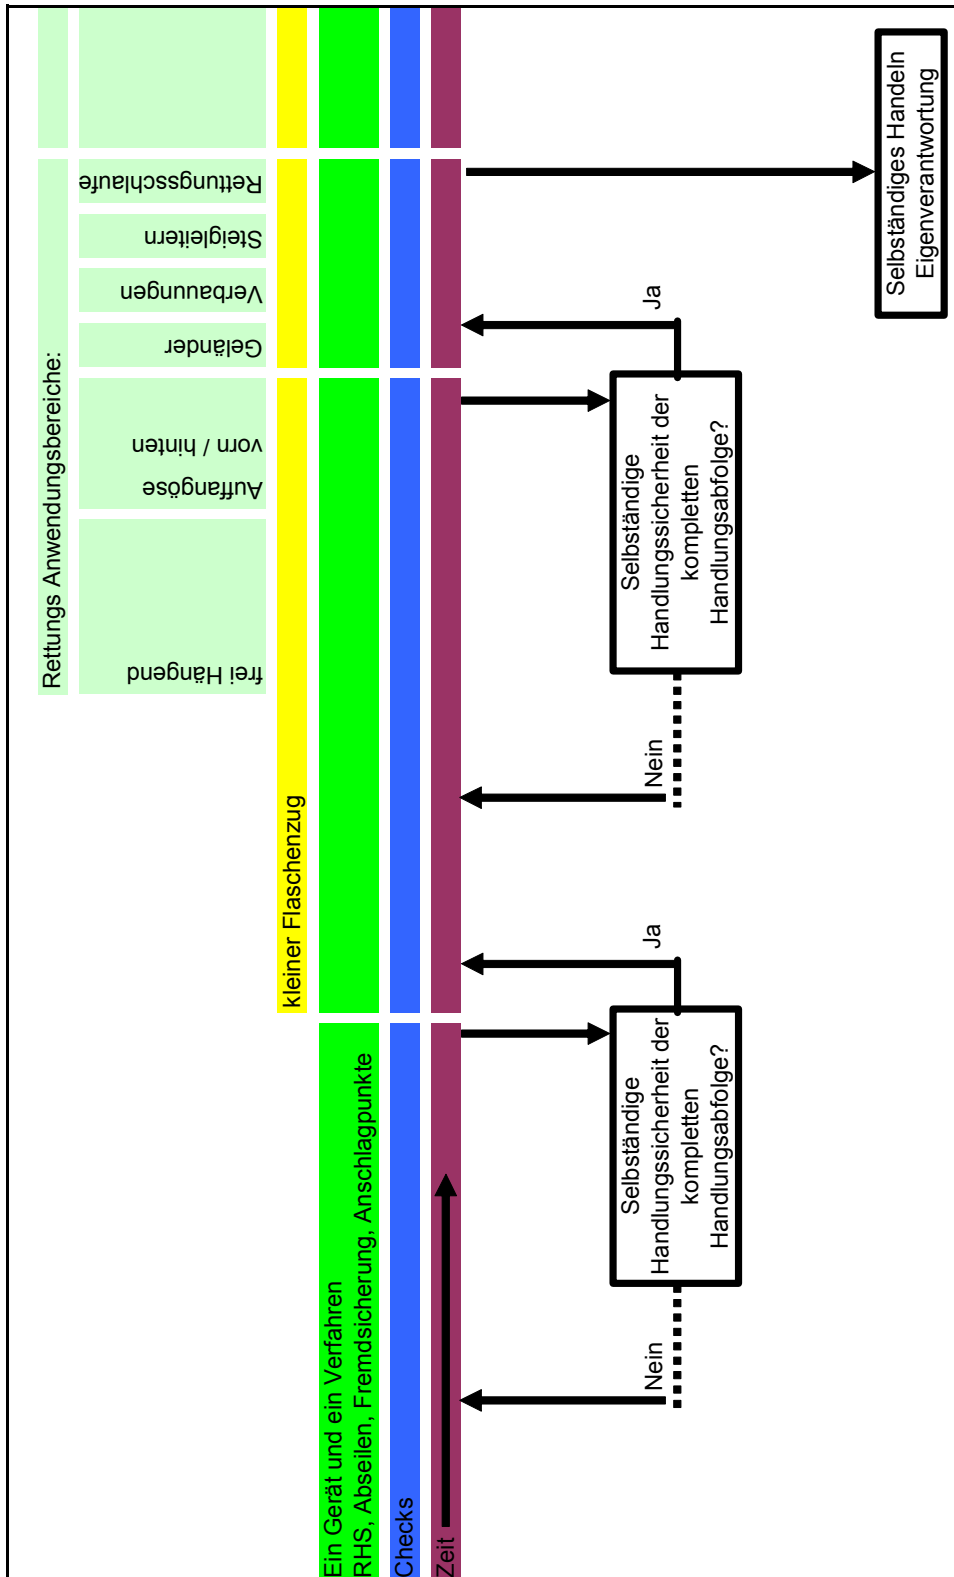 Rettungs Anwendungsbereiche:
frei Hängend
Auffangöse
vorn / hinten
Geländer
Verbauungen
Steigleitern
Rettungsschlaufe
kleiner Flaschenzug
Ein Gerät und ein Verfahren
RHS, Abseilen, Fremdsicherung, Anschlagpunkte
Checks
Zeit
Nein
Selbständige
Handlungssicherheit der
kompletten
Handlungsabfolge?
Ja
Nein
Selbständige
Handlungssicherheit der
kompletten
Handlungsabfolge?
Ja
Selbständiges Handeln
Eigenverantwortung